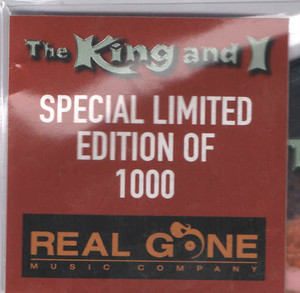 The King and I
SPECIAL LIMITED
EDITION OF
1000
REAL GONE
MUSIC COMPANY